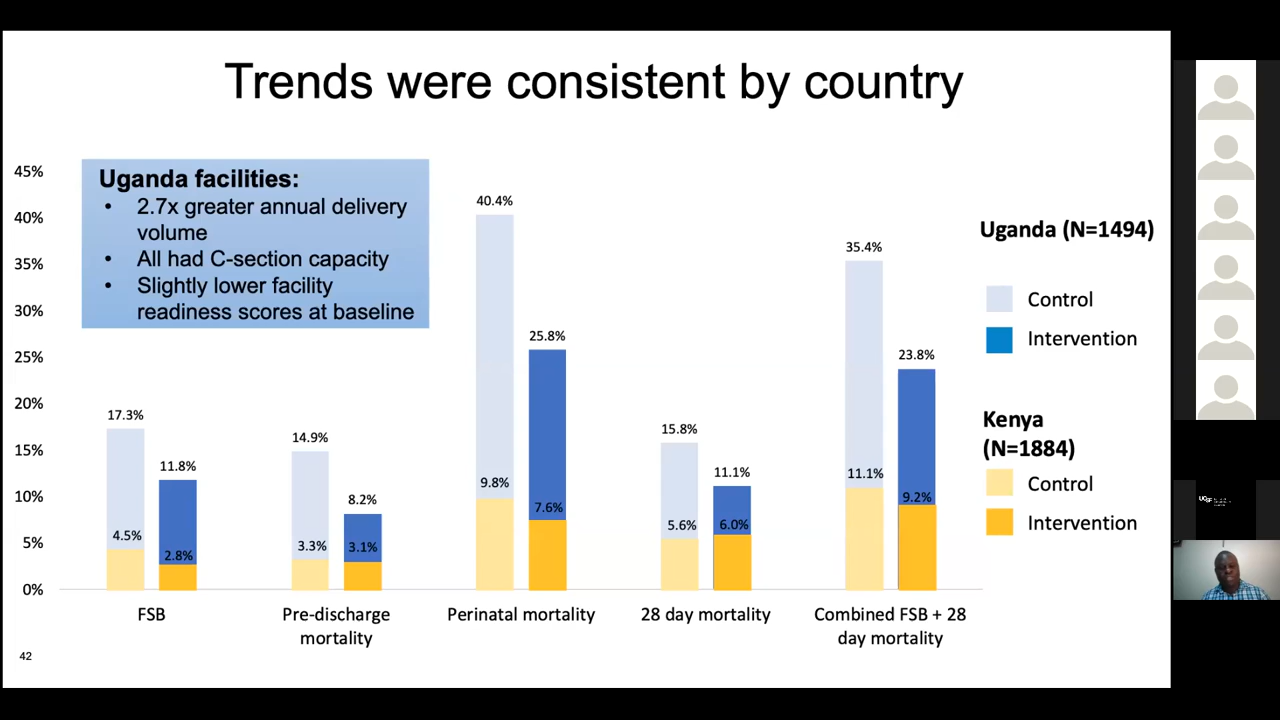 Trends were consistent by country
Uganda facilities:
• 2.7x greater annual delivery
volume
• All had C-section capacity
• Slightly lower facility
readiness scores at baseline
45%
40%
35%
30%
25%
20%
15%
10%
5%
0%
17.3%
11.8%
4.5%
2.8%
14.9%
8.2%
3.3%
3.1%
40.4%
25.8%
9.8%
7.6%
15.8%
11.1%
5.6%
6.0%
35.4%
23.8%
11.1%
9.2%
FSB
Pre-discharge
mortality
Perinatal mortality
28 day mortality
Combined FSB + 28
day mortality
Uganda (N=1494)
Control
Intervention
Kenya
(N=1884)
Control
Intervention
42
UCSF